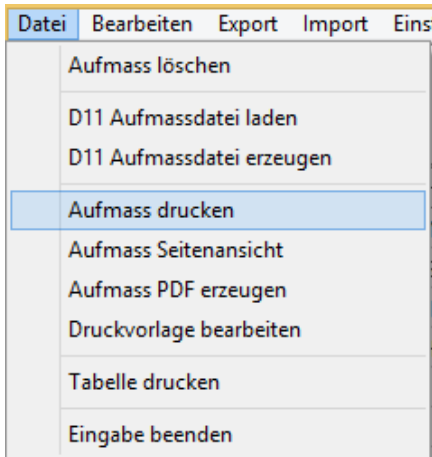 Datei Bearbeiten Export Import Eins
Aufmass löschen
D11 Aufmassdatei laden
D11 Aufmassdatei erzeugen
Aufmass drucken
Aufmass Seitenansicht
Aufmass PDF erzeugen
Druckvorlage bearbeiten
Tabelle drucken
Eingabe beenden